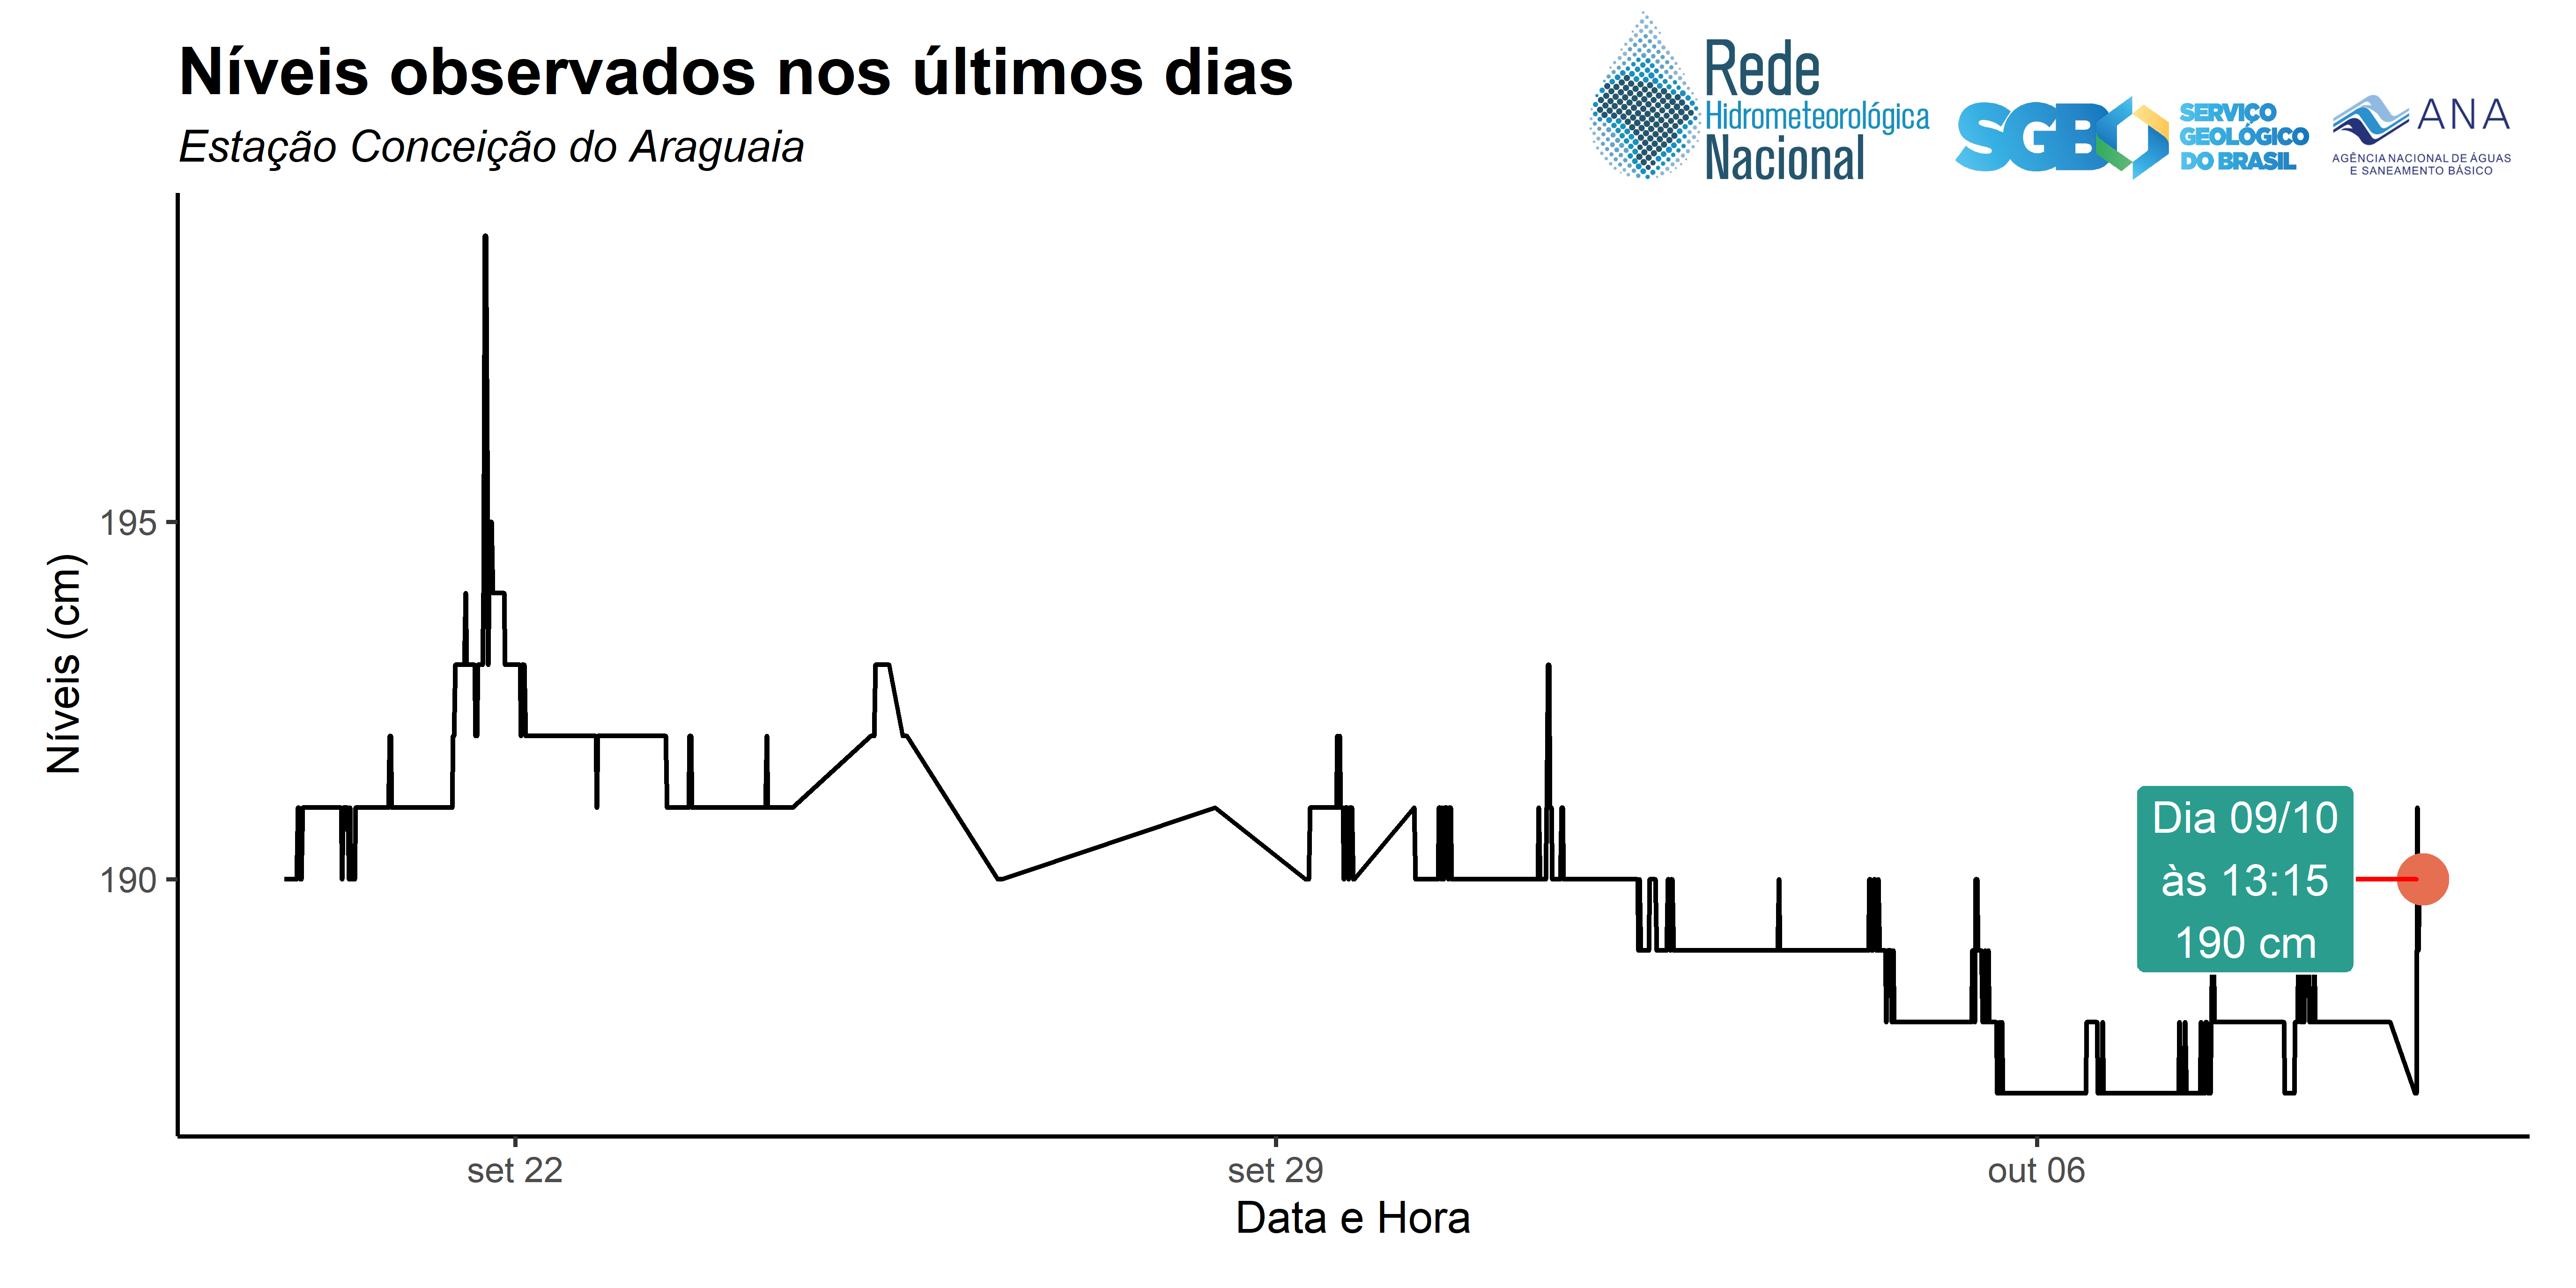 Níveis observados nos últimos dias
Estação Conceição do Araguaia
Rede
Hidrometeorológica
Nacional
SGB
SERVIÇO
GEOLÓGICO
DO BRASIL
ANA
AGÊNCIA NACIONAL DE ÁGUAS
E SANEAMENTO BÁSICO
Níveis (cm)
195
190
Dia 09/10
às 13:15
190 cm
set 22
set 29
out 06
Data e Hora